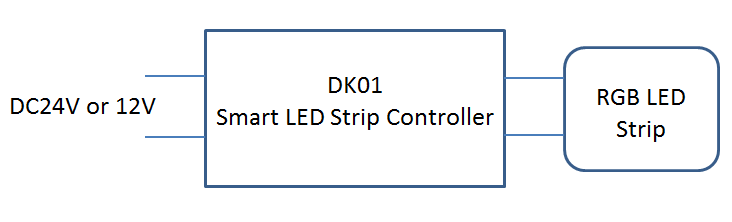 DC24V or 12V
DK01
Smart LED Strip Controller
RGB LED
Strip